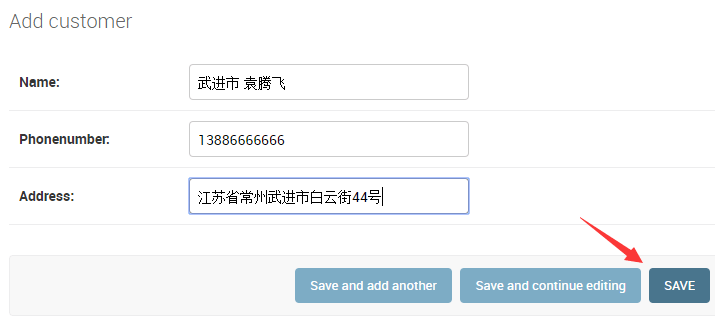 Add customer
Name: 武进市 袁腾飞
Phonenumber: 13886666666
Address: 江苏省常州武进市白云街44号
Save and add another Save and continue editing SAVE